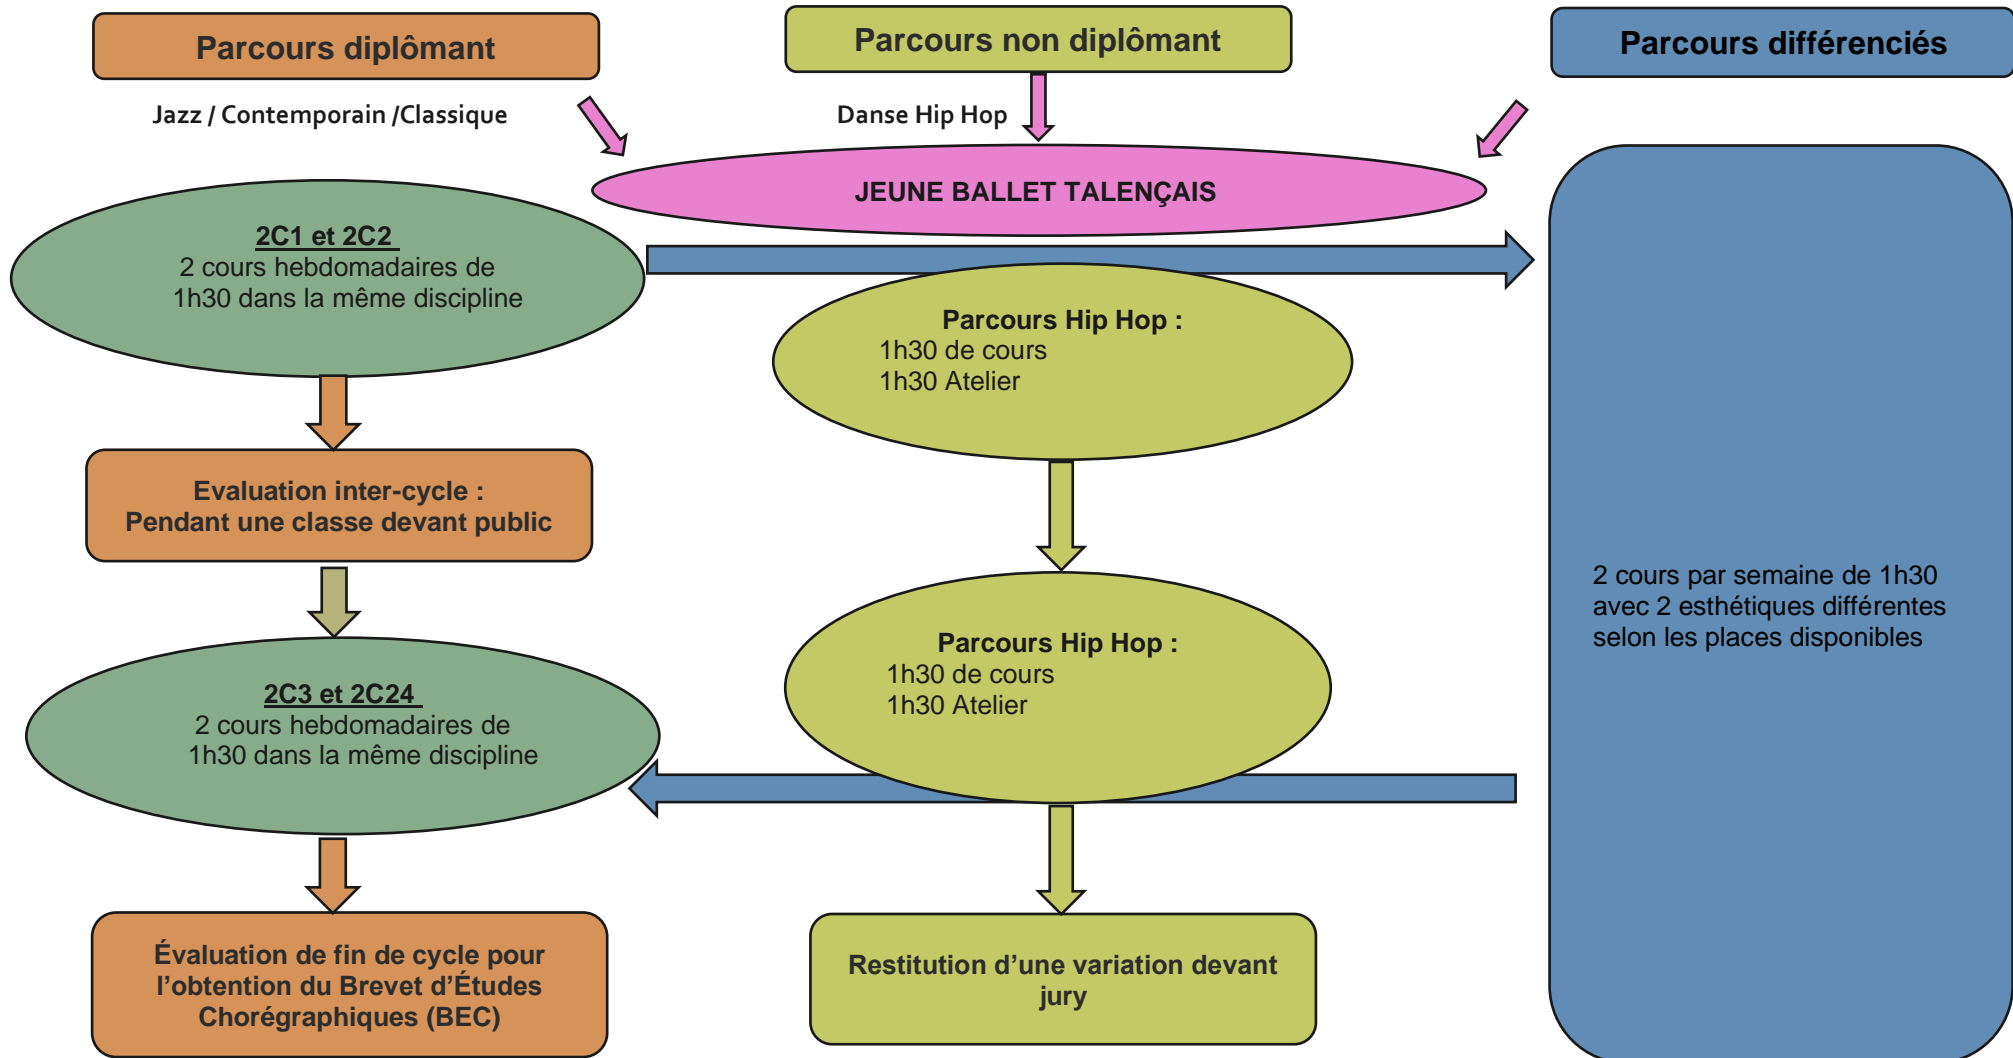 Parcours diplômant
Parcours non diplômant
Parcours différenciés
Jazz / Contemporain /Classique
Danse Hip Hop
JEUNE BALLET TALENÇAIS
2C1 et 2C2
2 cours hebdomadaires de
1h30 dans la même discipline
Parcours Hip Hop :
1h30 de cours
1h30 Atelier
Evaluation inter-cycle :
Pendant une classe devant public
2 cours par semaine de 1h30
avec 2 esthétiques différentes
selon les places disponibles
2C3 et 2C24
2 cours hebdomadaires de
1h30 dans la même discipline
Parcours Hip Hop :
1h30 de cours
1h30 Atelier
Évaluation de fin de cycle pour
l’obtention du Brevet d’Études
Chorégraphiques (BEC)
Restitution d’une variation devant
jury